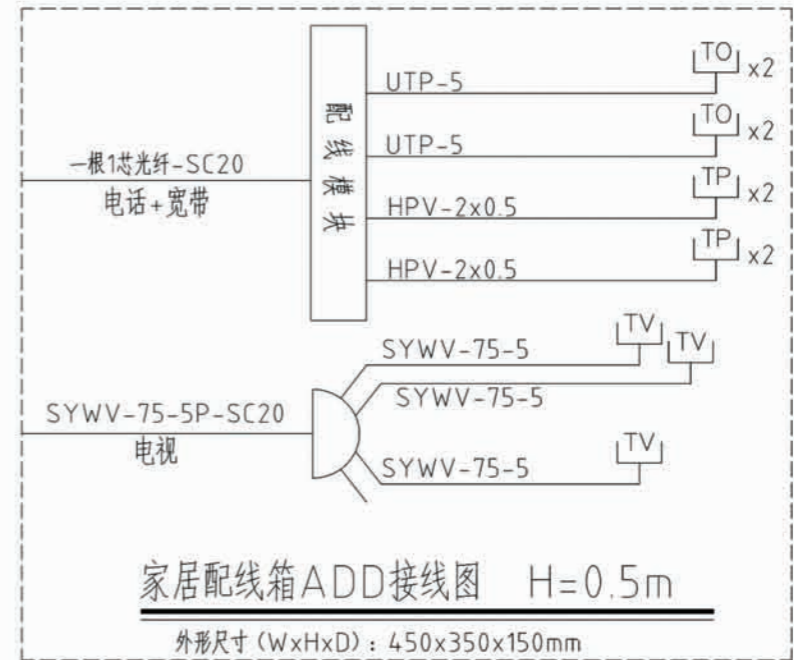 TO
UTP-5
x2
TO
UTP-5
x2
配线模块
一根1芯光纤-SC20
电话+宽带
TP
HPV-2x0.5
x2
TP
HPV-2x0.5
x2
TV
SYWV-75-5
TV
SYWV-75-5
SYWV-75-5P-SC20
电视
TV
SYWV-75-5
家居配线箱ADD接线图 H=0.5m
外形尺寸(WxHxD):450x350x150mm